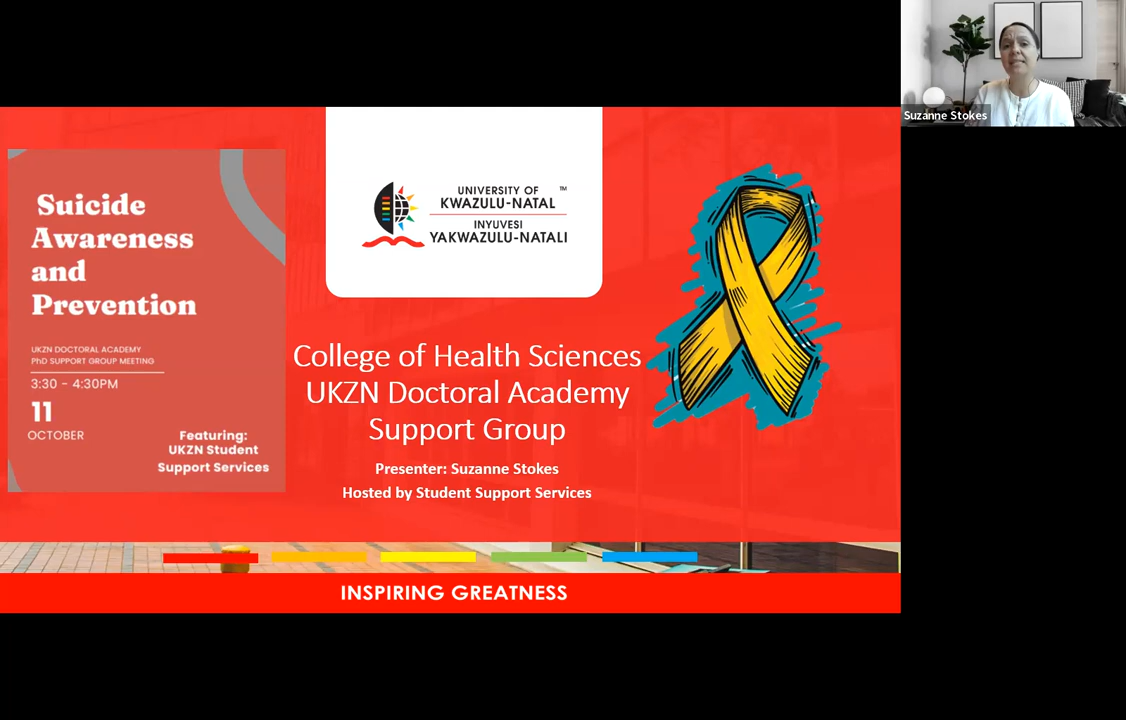 Suzanne Stokes
Suicide
Awareness
and
Prevention
UKZN DOCTORAL ACADEMY
PhD SUPPORT GROUP MEETING
3:30 - 4:30PM
11
OCTOBER
Featuring:
UKZN Student
Support Services
UNIVERSITY OF ™
KWAZULU-NATAL
INYUVESI
YAKWAZULU-NATALI
College of Health Sciences
UKZN Doctoral Academy
Support Group
Presenter: Suzanne Stokes
Hosted by Student Support Services
INSPIRING GREATNESS